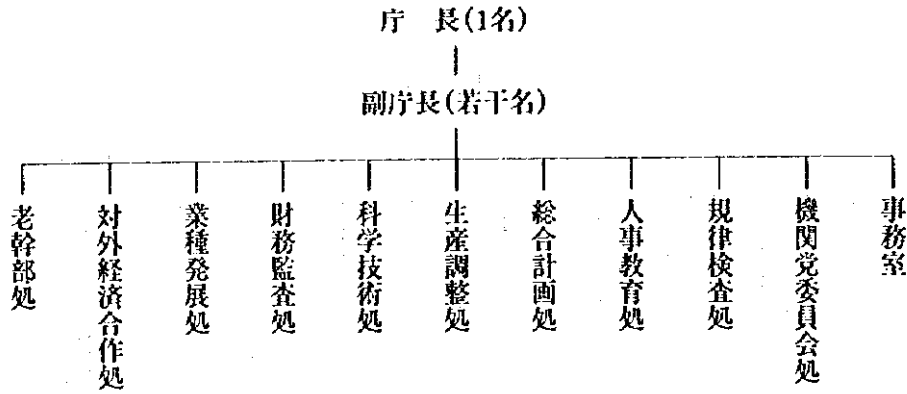 庁　長(1名)
副庁長(若干名)
事務室
機関党委員会処
規律検査処
人事教育処
総合計画処
生産調整処
科学技術処
財務監査処
業種発展処
対外経済合作処
老幹部処